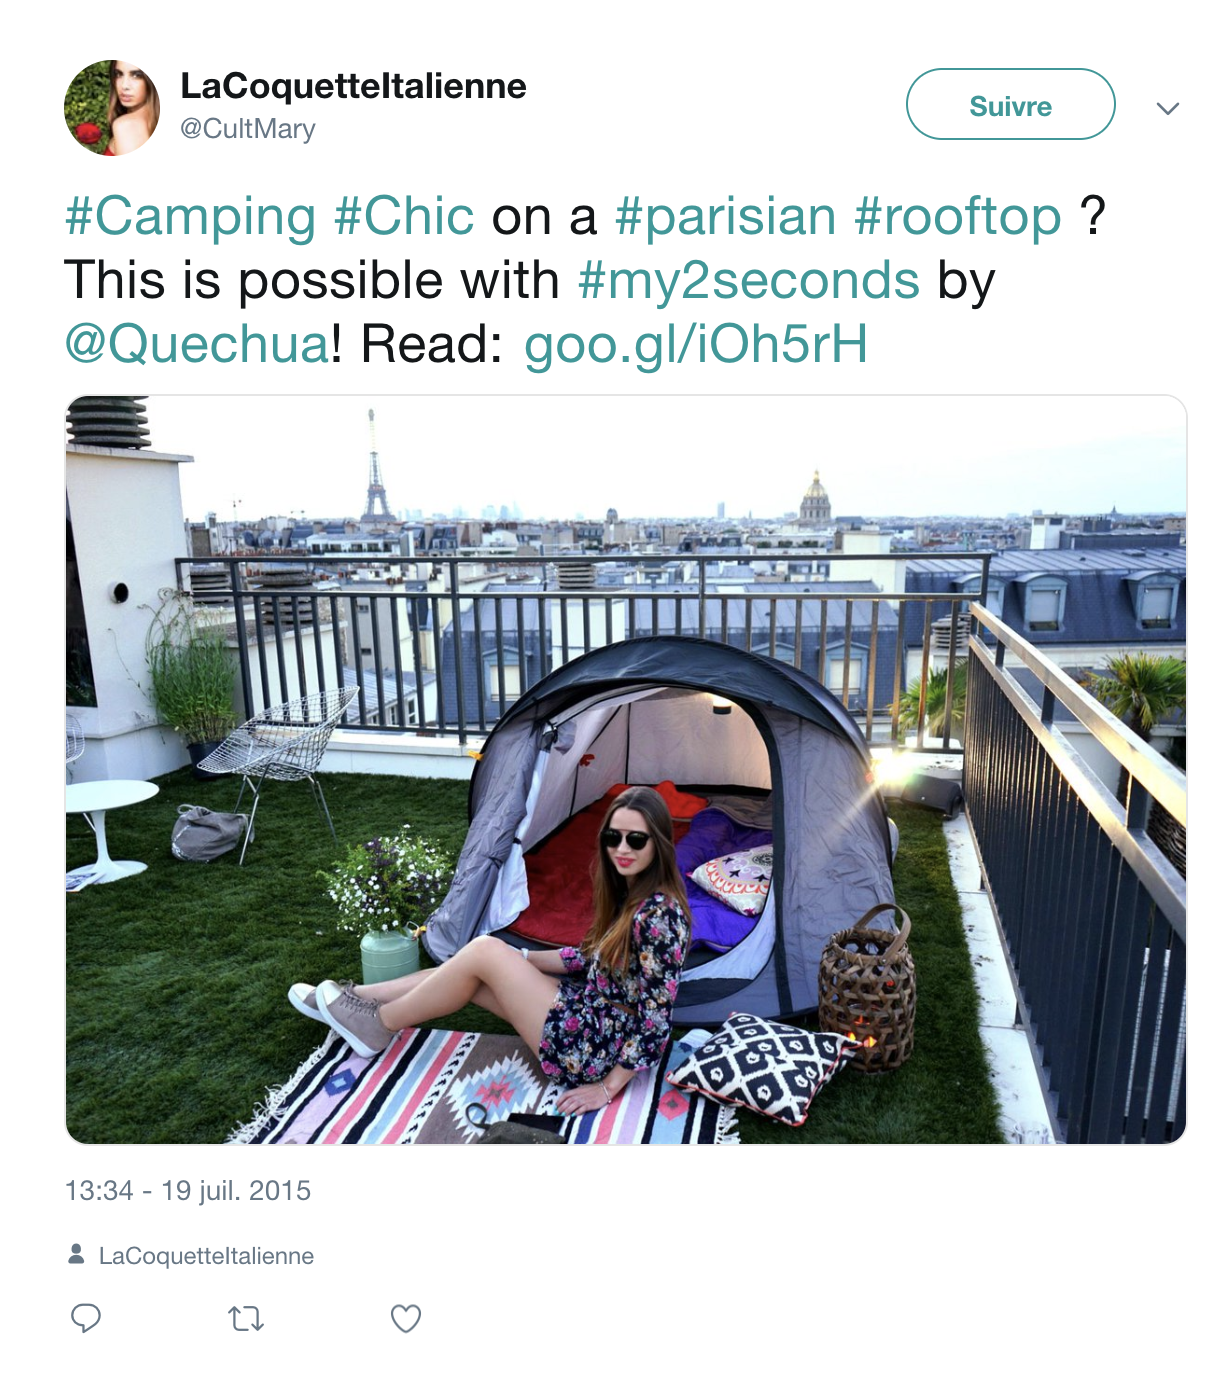 LaCoquetteItalienne
@CultMary
Suivre
#Camping #Chic on a #parisian #rooftop ?
This is possible with #my2seconds by
@Quechua! Read: goo.gl/iOh5rH
13:34 - 19 juil. 2015
LaCoquetteItalienne